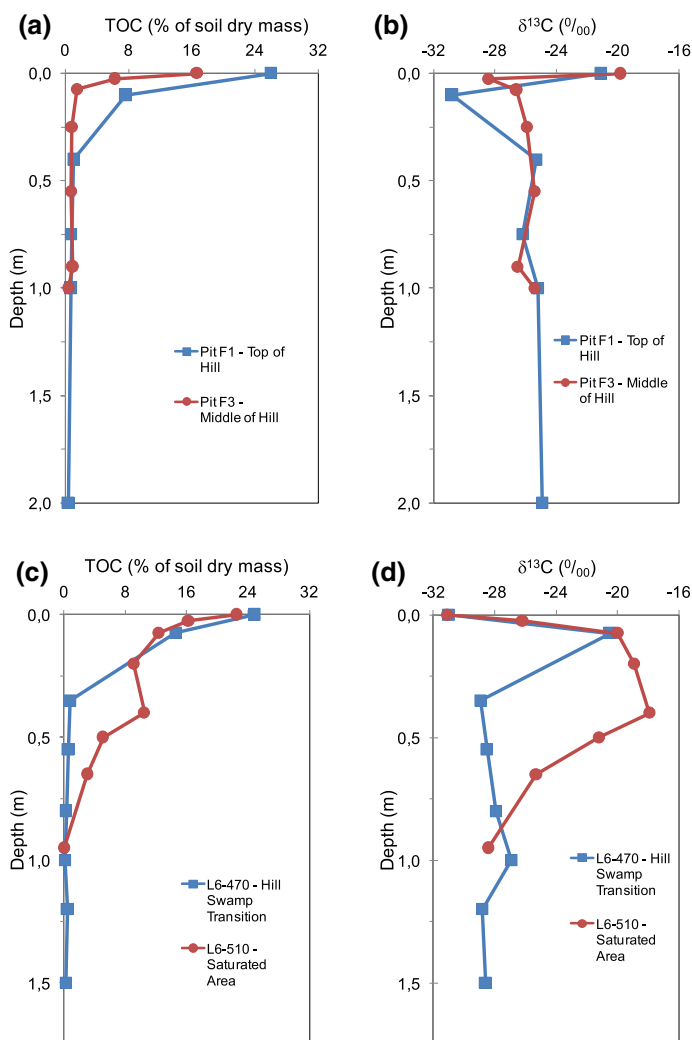 (a)
TOC (% of soil dry mass)
0 8 16 24 32
0,0
0,5
1,0
1,5
2,0
Depth (m)
Pit F1 - Top of
Hill
Pit F3 -
Middle of Hill
(b)
δ13C (0/00)
-32 -28 -24 -20 -16
0,0
0,5
1,0
1,5
2,0
Depth (m)
Pit F1 - Top of
Hill
Pit F3 - Middle
of Hill
(c)
TOC (% of soil dry mass)
0 8 16 24 32
0,0
0,5
1,0
1,5
Depth (m)
L6-470 - Hill
Swamp
Transition
L6-510 -
Saturated
Area
(d)
δ13C (0/00)
-32 -28 -24 -20 -16
0,0
0,5
1,0
1,5
Depth (m)
L6-470 - Hill
Swamp
Transition
L6-510 -
Saturated Area